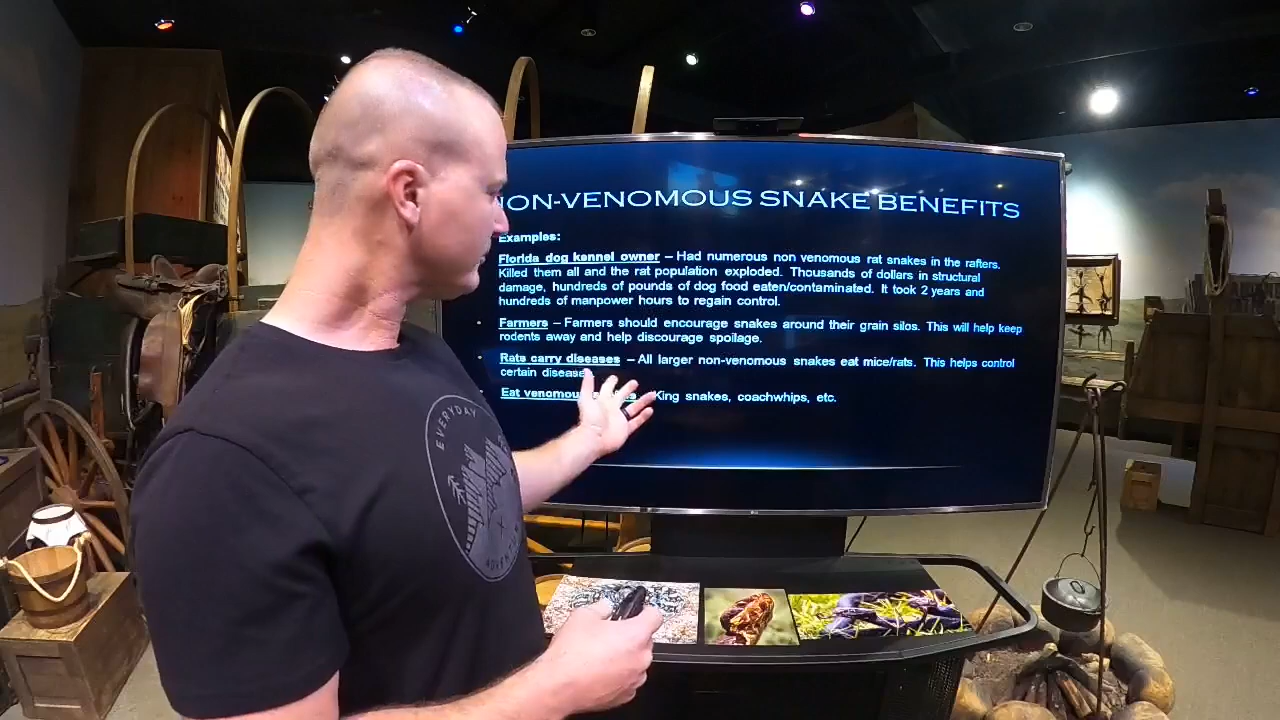 NON-VENOMOUS SNAKE BENEFITS
Examples:
Florida dog kennel owner – Had numerous non venomous rat snakes in the rafters.
Killed them all and the rat population exploded. Thousands of dollars in structural
damage, hundreds of pounds of dog food eaten/contaminated. It took 2 years and
hundreds of manpower hours to regain control.
Farmers – Farmers should encourage snakes around their grain silos. This will help keep
rodents away and help discourage spoilage.
Rats carry diseases – All larger non-venomous snakes eat mice/rats. This helps control
certain diseases.
Eat venomous – King snakes, coachwhips, etc.
EVERYDAY